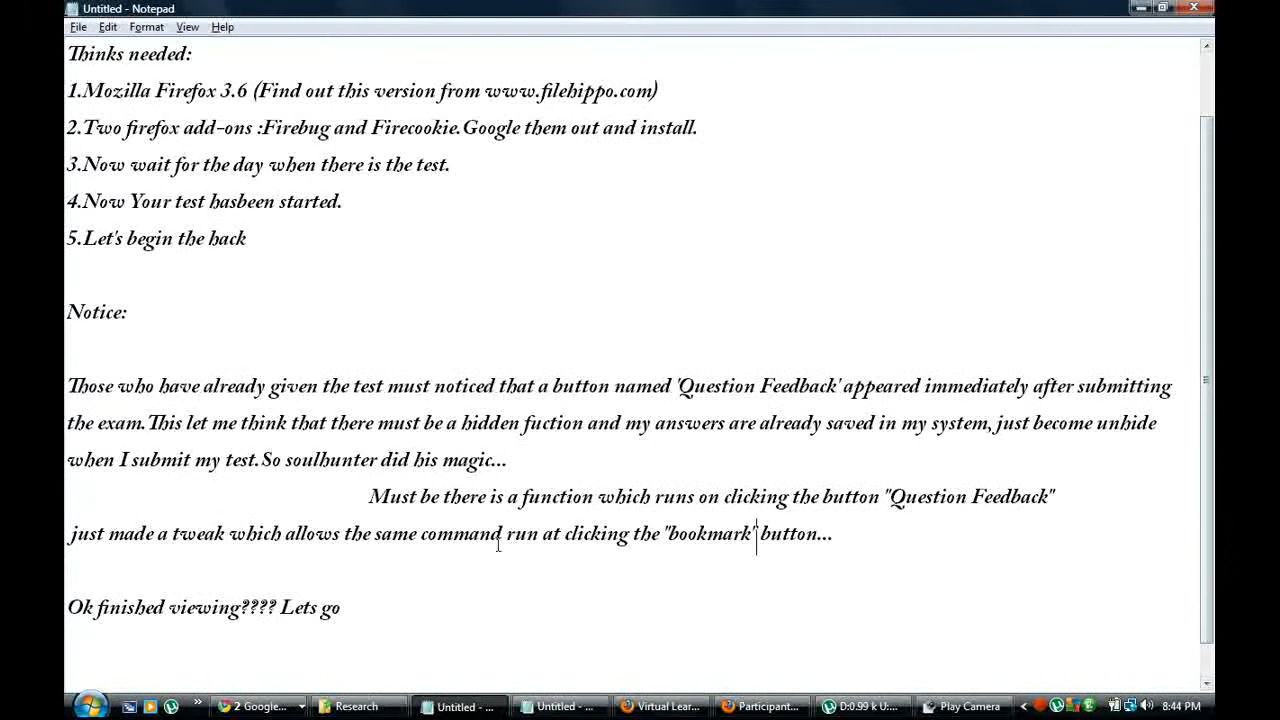 Untitled - Notepad
File Edit Format View Help
Thinks needed:
1.Mozilla Firefox 3.6 (Find out this version from www.filehippo.com)
2.Two firefox add-ons :Firebug and Firecookie.Google them out and install.
3.Now wait for the day when there is the test.
4.Now Your test hasbeen started.
5.Let's begin the hack
Notice:
Those who have already given the test must noticed that a button named 'Question Feedback' appeared immediately after submitting
the exam.This let me think that there must be a hidden fuction and my answers are already saved in my system, just become unhide
when I submit my test.So soulhunter did his magic...
Must be there is a function which runs on clicking the button "Question Feedback"
just made a tweak which allows the same command run at clicking the "bookmark" button...
Ok finished viewing???? Lets go
2 Google... Research Untitled - ... Untitled - ... Virtual Lear... Participant... D:0.99 k U:... Play Camera 8:44 PM